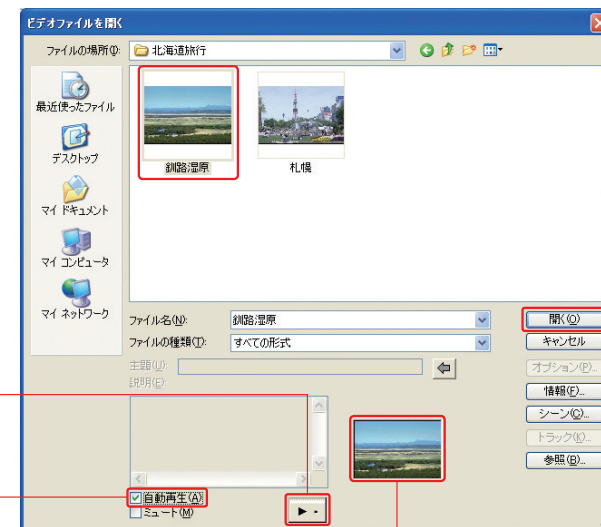 ビデオファイルを開く
ファイルの場所(I):
北海道旅行
最近使ったファイル
デスクトップ
マイ ドキュメント
マイ コンピュータ
マイ ネットワーク
釧路湿原
札幌
ファイル名(N):
釧路湿原
ファイルの種類(T):
すべての形式
主題(U):
説明(E):
自動再生(A)
ミュート(M)
開く(O)
キャンセル
オプション(P)...
情報(F)...
シーン(C)...
トラック(K)...
参照(B)...